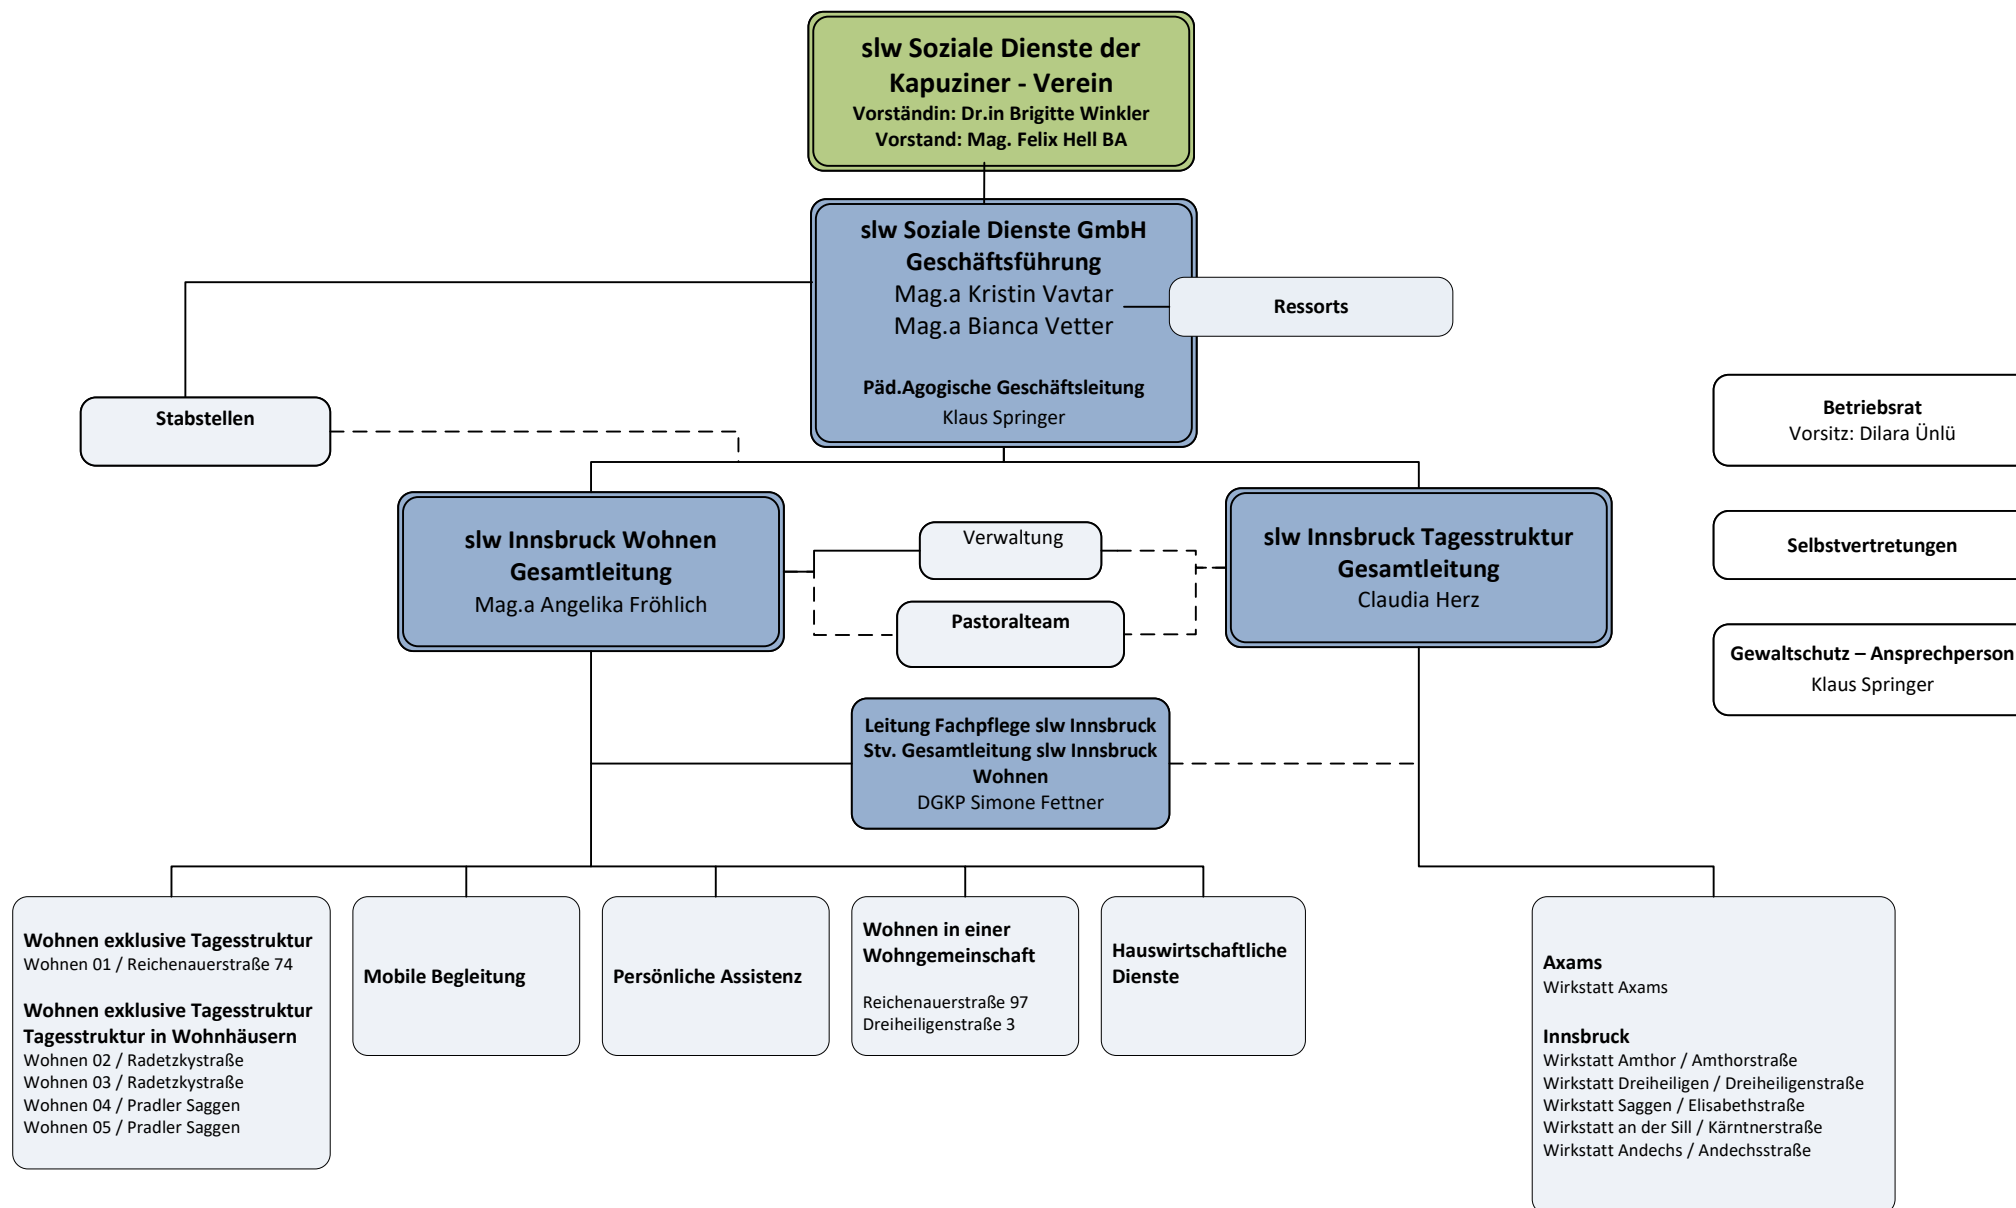 slw Soziale Dienste der
Kapuziner - Verein
Vorständin: Dr.in Brigitte Winkler
Vorstand: Mag. Felix Hell BA
slw Soziale Dienste GmbH
Geschäftsführung
Mag.a Kristin Vavtar
Mag.a Bianca Vetter
Päd.Agogische Geschäftsleitung
Klaus Springer
Ressorts
Stabstellen
Betriebsrat
Vorsitz: Dilara Ünlü
Selbstvertretungen
Gewaltschutz – Ansprechperson
Klaus Springer
slw Innsbruck Wohnen
Gesamtleitung
Mag.a Angelika Fröhlich
Verwaltung
Pastoralteam
slw Innsbruck Tagesstruktur
Gesamtleitung
Claudia Herz
Leitung Fachpflege slw Innsbruck
Stv. Gesamtleitung slw Innsbruck
Wohnen
DGKP Simone Fettner
Wohnen exklusive Tagesstruktur
Wohnen 01 / Reichenauerstraße 74
Wohnen exklusive Tagesstruktur
Tagesstruktur in Wohnhäusern
Wohnen 02 / Radetzkystraße
Wohnen 03 / Radetzkystraße
Wohnen 04 / Pradler Saggen
Wohnen 05 / Pradler Saggen
Mobile Begleitung
Persönliche Assistenz
Wohnen in einer
Wohngemeinschaft
Reichenauerstraße 97
Dreiheiligenstraße 3
Hauswirtschaftliche
Dienste
Axams
Wirkstatt Axams
Innsbruck
Wirkstatt Amthor / Amthorstraße
Wirkstatt Dreiheiligen / Dreiheiligenstraße
Wirkstatt Saggen / Elisabethstraße
Wirkstatt an der Sill / Kärntnerstraße
Wirkstatt Andechs / Andechsstraße